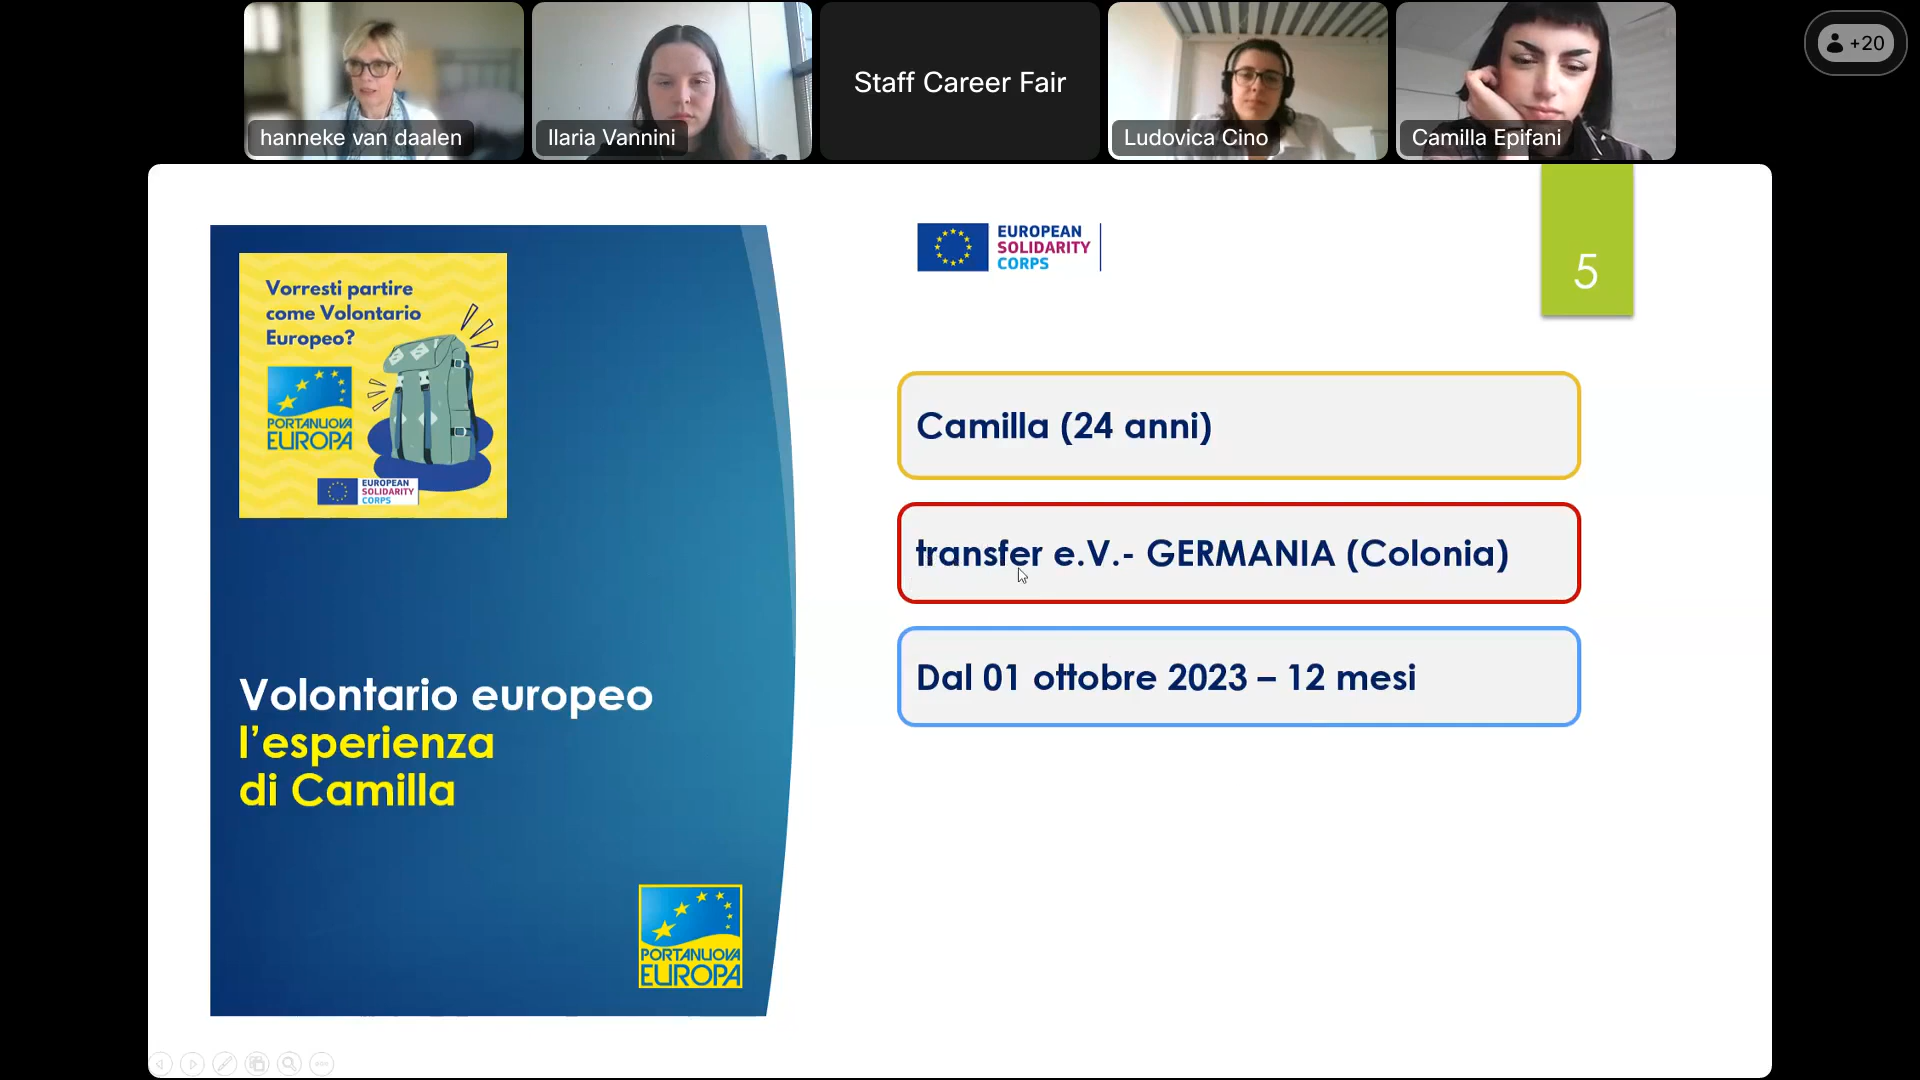 hanneke van daalen
Ilaria Vannini
Staff Career Fair
Ludovica Cino
Camilla Epifani
+20
Vorresti partire
come Volontario
Europeo?
PORTANUOVA
EUROPA
EUROPEAN
SOLIDARITY
CORPS
Volontario europeo
l’esperienza
di Camilla
PORTANUOVA
EUROPA
EUROPEAN
SOLIDARITY
CORPS
5
Camilla (24 anni)
transfer e.V.- GERMANIA (Colonia)
Dal 01 ottobre 2023 – 12 mesi